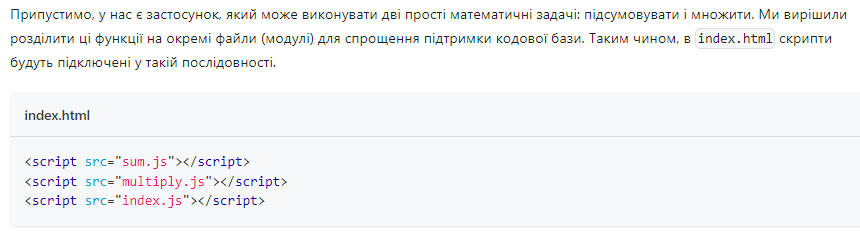 Припустимо, у нас є застосунок, який може виконувати дві прості математичні задачі: підсумовувати і множити. Ми вирішили
розділити ці функції на окремі файли (модулі) для спрощення підтримки кодової бази. Таким чином, в index.html скрипти
будуть підключені у такій послідовності.
index.html
<script src="sum.js"></script>
<script src="multiply.js"></script>
<script src="index.js"></script>